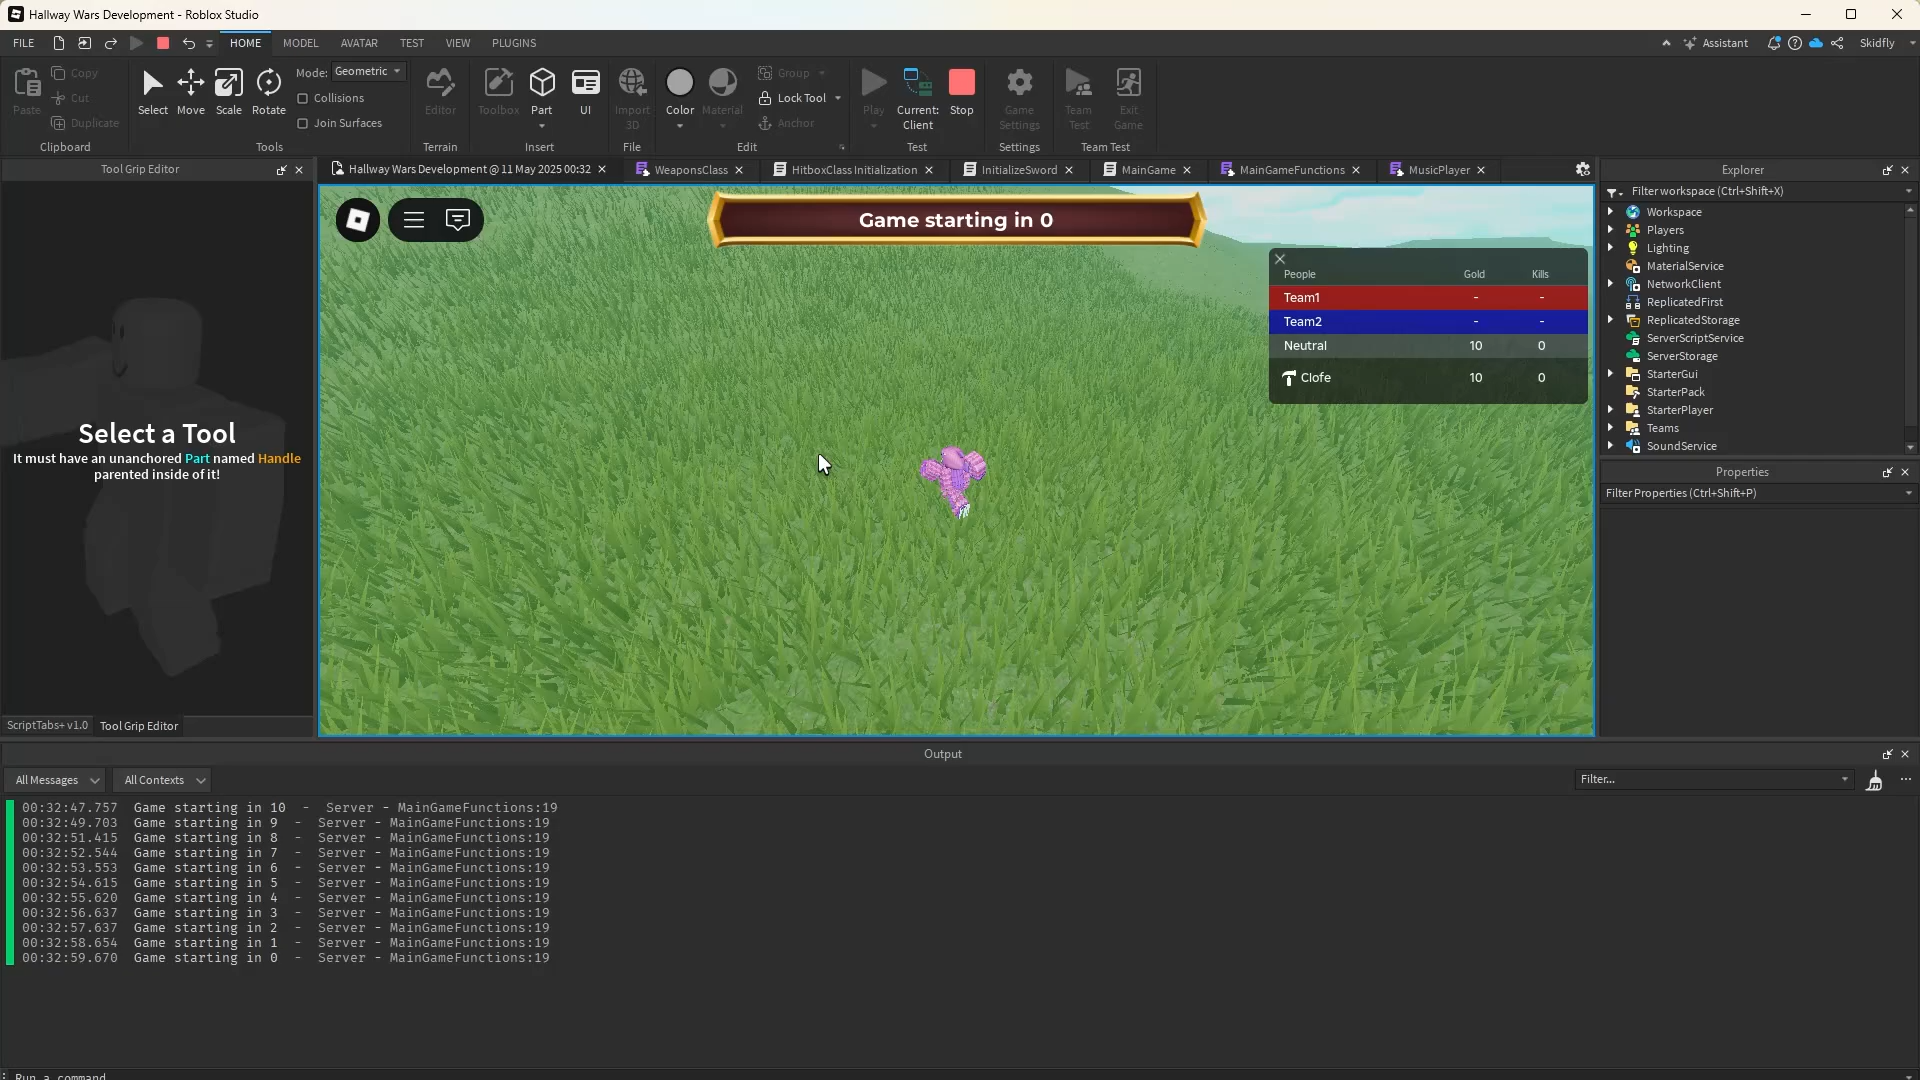 Hallway Wars Development - Roblox Studio
FILE
HOME
MODEL
AVATAR
TEST
VIEW
PLUGINS
Assistant
Skidfly
Paste
Copy
Cut
Duplicate
Clipboard
Select
Move
Scale
Rotate
Mode:
Geometric
Collisions
Join Surfaces
Tools
Editor
Terrain
Toolbox
Part
UI
Insert
Import
3D
File
Color
Material
Group
Lock Tool
Anchor
Edit
Play
Current:
Client
Stop
Test
Game
Settings
Settings
Team
Test
Exit
Game
Team Test
Tool Grip Editor
Hallway Wars Development @ 11 May 2025 00:32
WeaponsClass
HitboxClass Initialization
InitializeSword
MainGame
MainGameFunctions
MusicPlayer
Select a Tool
It must have an unanchored Part named Handle
parented inside of it!
ScriptTabs+ v1.0
Tool Grip Editor
Game starting in 0
People Gold Kills
Team1 - -
Team2 - -
Neutral 10 0
Clofe 10 0
Explorer
Filter workspace (Ctrl+Shift+X)
Workspace
Players
Lighting
MaterialService
NetworkClient
ReplicatedFirst
ReplicatedStorage
ServerScriptService
ServerStorage
StarterGui
StarterPack
StarterPlayer
Teams
SoundService
Properties
Filter Properties (Ctrl+Shift+P)
Output
All Messages
All Contexts
Filter...
00:32:47.757 Game starting in 10 - Server - MainGameFunctions:19
00:32:49.703 Game starting in 9 - Server - MainGameFunctions:19
00:32:51.415 Game starting in 8 - Server - MainGameFunctions:19
00:32:52.544 Game starting in 7 - Server - MainGameFunctions:19
00:32:53.553 Game starting in 6 - Server - MainGameFunctions:19
00:32:54.615 Game starting in 5 - Server - MainGameFunctions:19
00:32:55.620 Game starting in 4 - Server - MainGameFunctions:19
00:32:56.637 Game starting in 3 - Server - MainGameFunctions:19
00:32:57.637 Game starting in 2 - Server - MainGameFunctions:19
00:32:58.654 Game starting in 1 - Server - MainGameFunctions:19
00:32:59.670 Game starting in 0 - Server - MainGameFunctions:19
Run a command